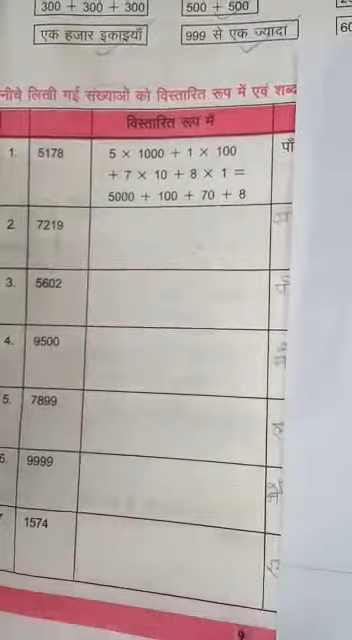 300 + 300 + 300
500 + 500
एक हजार इकाइयाँ
999 से एक ज्यादा
नीचे लिखी गई संख्याओं को विस्तारित रूप में एवं शब्द
विस्तारित रूप में
1. 5178 5 × 1000 + 1 × 100 पाँ
+ 7 × 10 + 8 × 1 =
5000 + 100 + 70 + 8
2 7219
3. 5602
4. 9500
5. 7899
6. 9999
1574
9